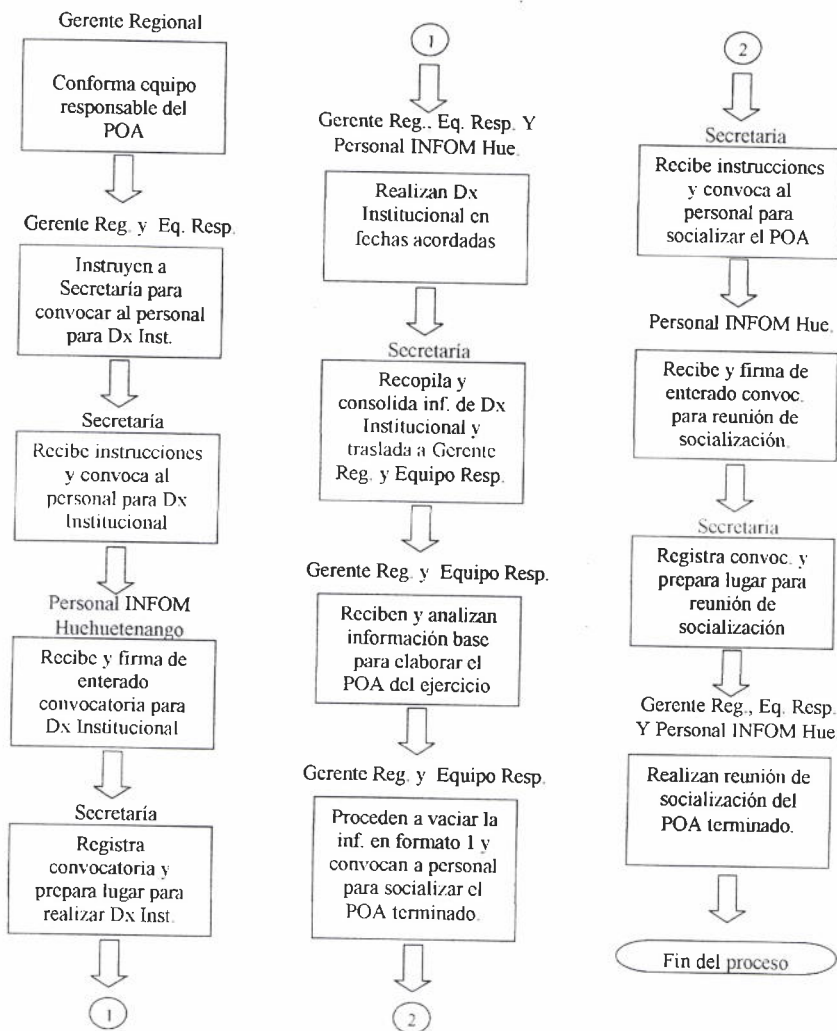 Gerente Regional
Conforma equipo
responsable del
POA
Gerente Reg. y Eq. Resp.
Instruyen a
Secretaría para
convocar al personal
para Dx Inst.
Secretaría
Recibe instrucciones
y convoca al
personal para Dx
Institucional
Personal INFOM
Huehuetenango
Recibe y firma de
enterado
convocatoria para
Dx Institucional
Secretaría
Registra
convocatoria y
prepara lugar para
realizar Dx Inst.
1
1
Gerente Reg., Eq. Resp. Y
Personal INFOM Hue.
Realizan Dx
Institucional en
fechas acordadas
Secretaría
Recopila y
consolida inf. de Dx
Institucional y
traslada a Gerente
Reg. y Equipo Resp.
Gerente Reg. y Equipo Resp.
Reciben y analizan
información base
para elaborar el
POA del ejercicio
Gerente Reg. y Equipo Resp.
Proceden a vaciar la
inf. en formato 1 y
convocan a personal
para socializar el
POA terminado.
2
2
Secretaria
Recibe instrucciones
y convoca al
personal para
socializar el POA
Personal INFOM Hue.
Recibe y firma de
enterado convoc.
para reunión de
socialización.
Secretaria
Registra convoc. y
prepara lugar para
reunión de
socialización
Gerente Reg., Eq. Resp.
Y Personal INFOM Hue
Realizan reunión de
socialización del
POA terminado.
Fin del proceso